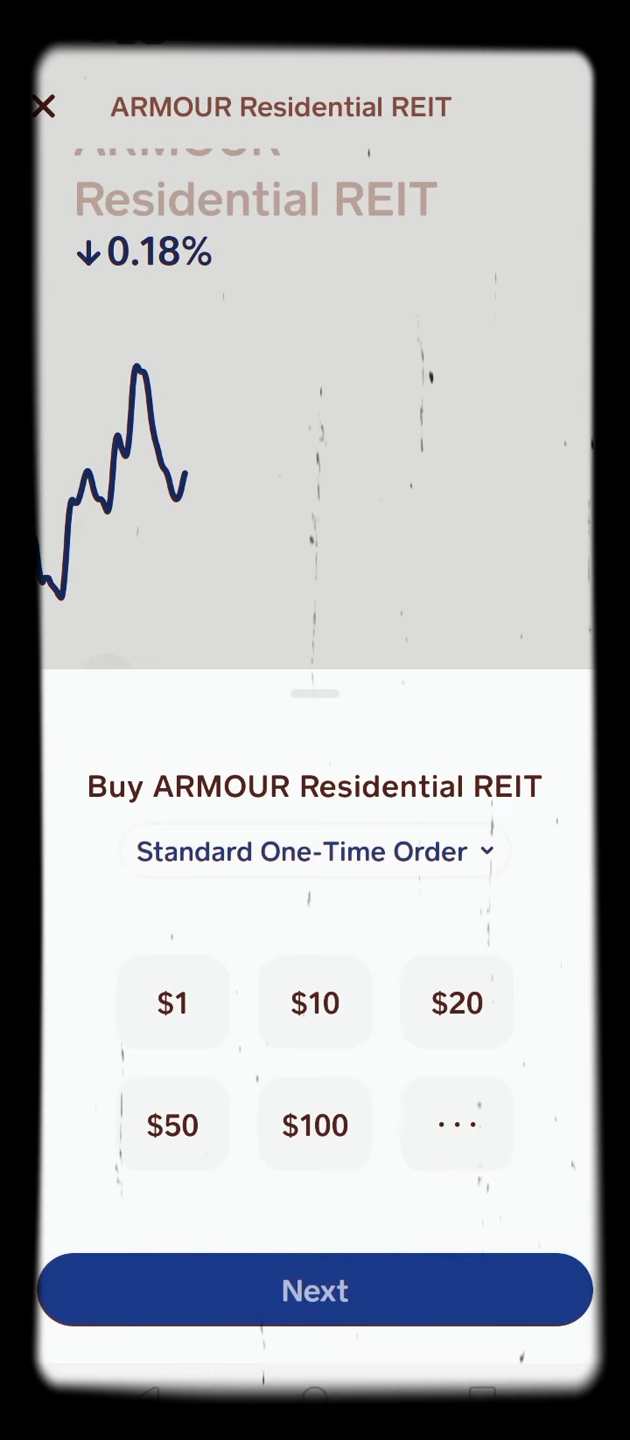 ARMOUR Residential REIT
ARMOUR
Residential REIT
↓0.18%
Buy ARMOUR Residential REIT
Standard One-Time Order
$1
$10
$20
$50
$100
...
Next